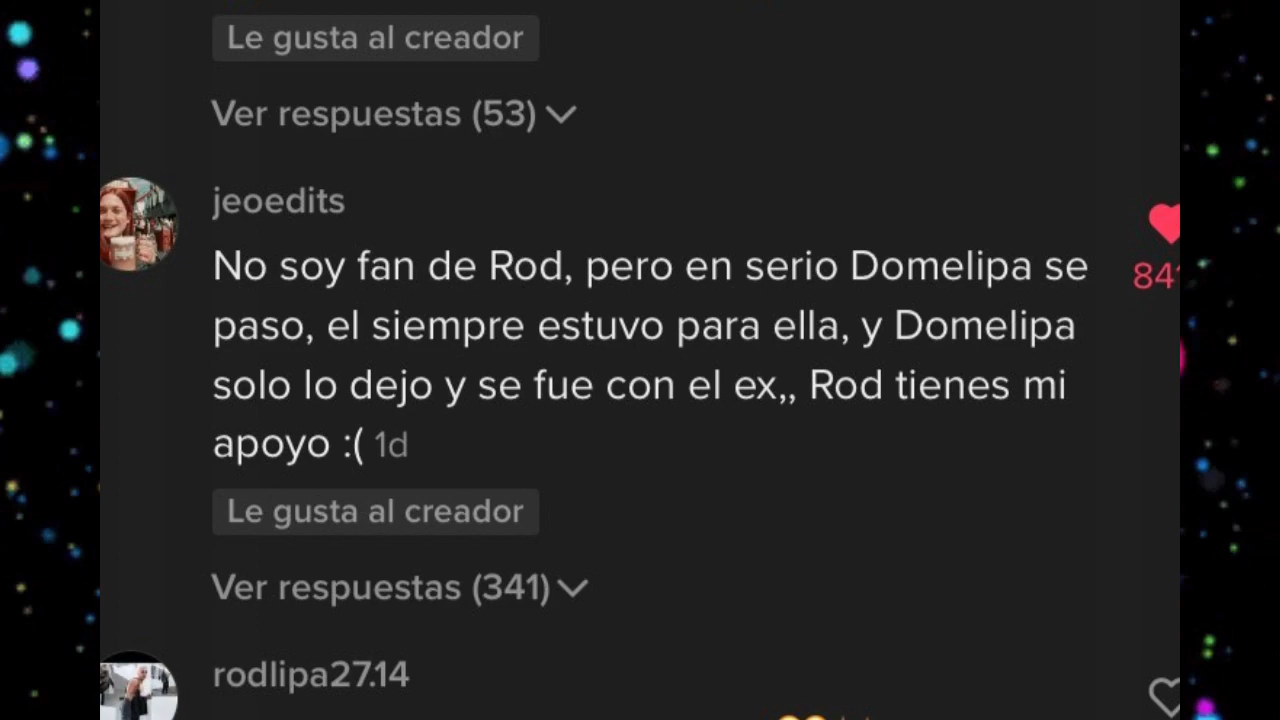 Le gusta al creador
Ver respuestas (53)
jeoedits
No soy fan de Rod, pero en serio Domelipa se
paso, el siempre estuvo para ella, y Domelipa
solo lo dejo y se fue con el ex,, Rod tienes mi
apoyo :( 1d
Le gusta al creador
Ver respuestas (341)
rodlipa27.14